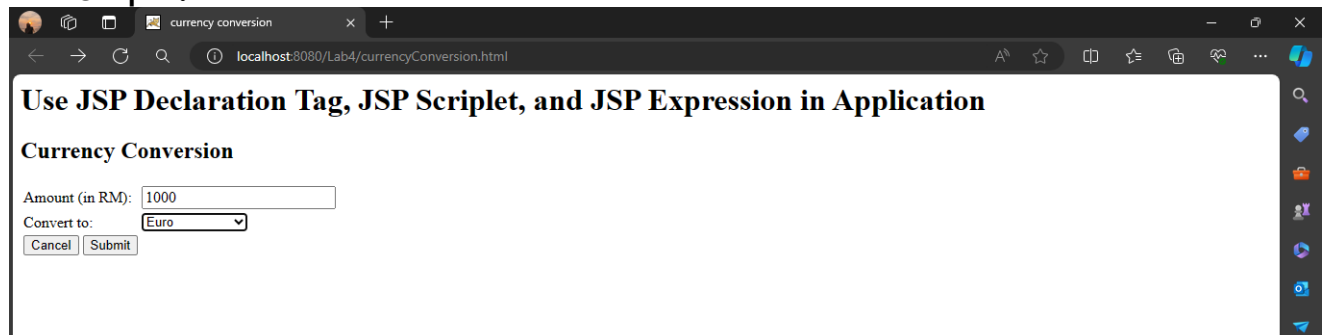 currency conversion
localhost:8080/Lab4/currencyConversion.html
Use JSP Declaration Tag, JSP Scriplet, and JSP Expression in Application
Currency Conversion
Amount (in RM): 1000
Convert to: Euro
Cancel Submit